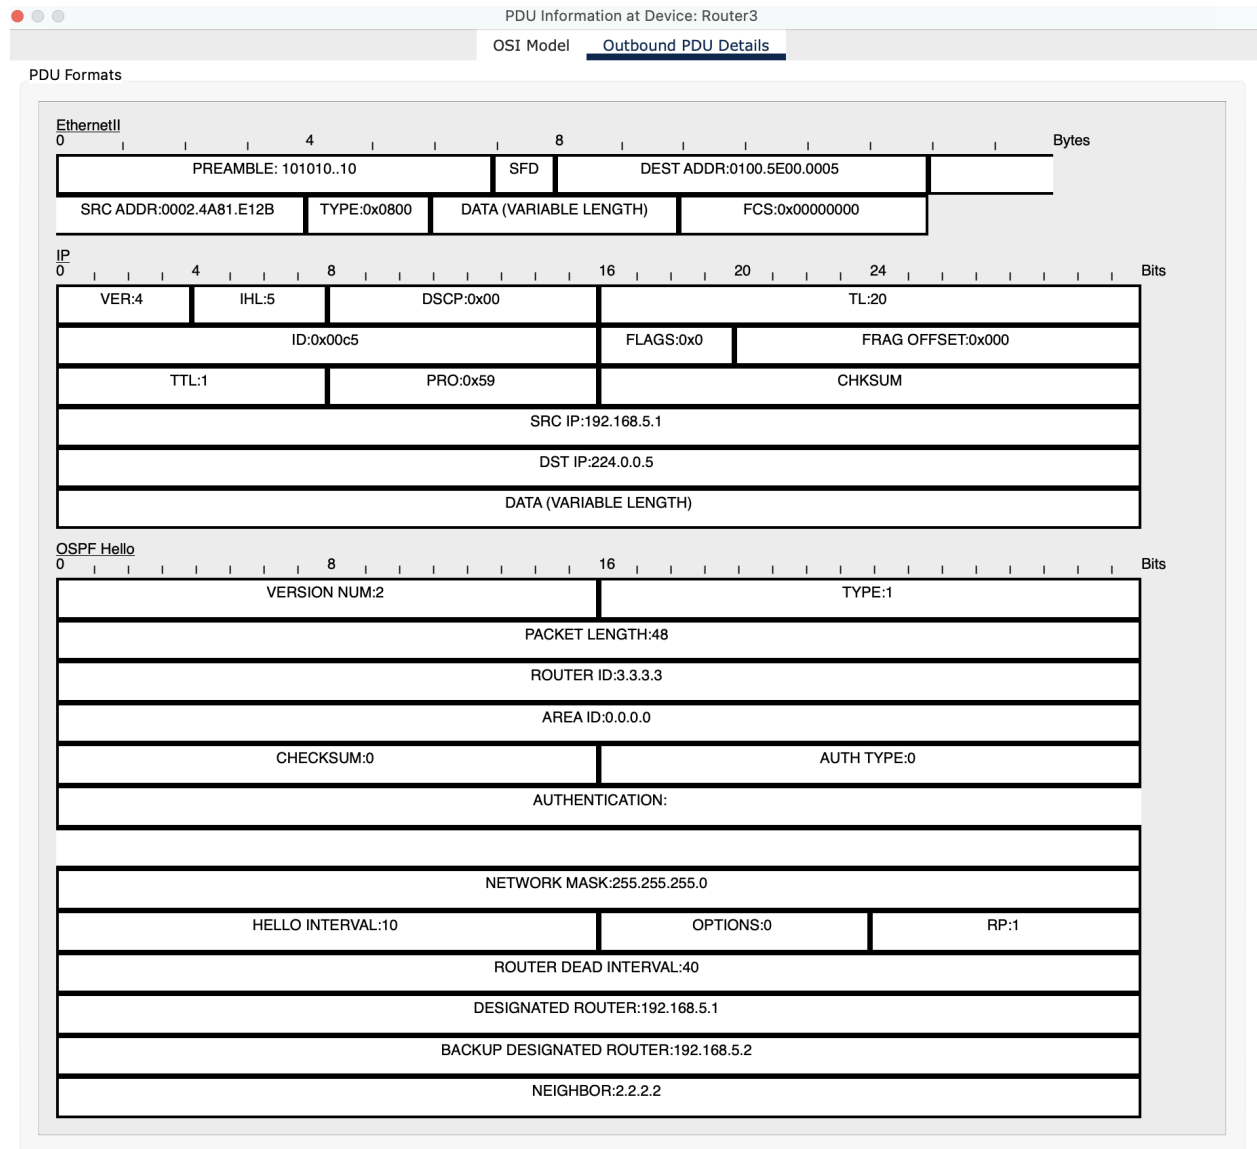 PDU Information at Device: Router3
OSI Model Outbound PDU Details
PDU Formats
EthernetII
0 4 8 Bytes
PREAMBLE: 101010..10 SFD DEST ADDR:0100.5E00.0005
SRC ADDR:0002.4A81.E12B TYPE:0x0800 DATA (VARIABLE LENGTH) FCS:0x00000000
IP
0 4 8 16 20 24 Bits
VER:4 IHL:5 DSCP:0x00 TL:20
ID:0x00c5 FLAGS:0x0 FRAG OFFSET:0x000
TTL:1 PRO:0x59 CHKSUM
SRC IP:192.168.5.1
DST IP:224.0.0.5
DATA (VARIABLE LENGTH)
OSPF Hello
0 8 16 Bits
VERSION NUM:2 TYPE:1
PACKET LENGTH:48
ROUTER ID:3.3.3.3
AREA ID:0.0.0.0
CHECKSUM:0 AUTH TYPE:0
AUTHENTICATION:
NETWORK MASK:255.255.255.0
HELLO INTERVAL:10 OPTIONS:0 RP:1
ROUTER DEAD INTERVAL:40
DESIGNATED ROUTER:192.168.5.1
BACKUP DESIGNATED ROUTER:192.168.5.2
NEIGHBOR:2.2.2.2